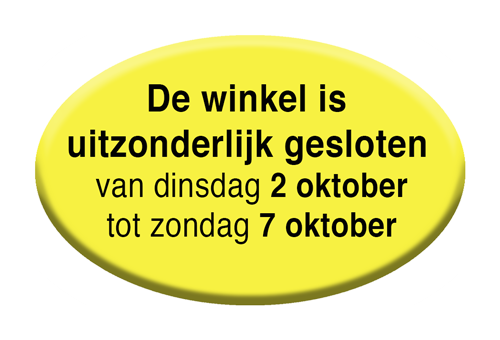 De winkel is
uitzonderlijk gesloten
van dinsdag 2 oktober
tot zondag 7 oktober